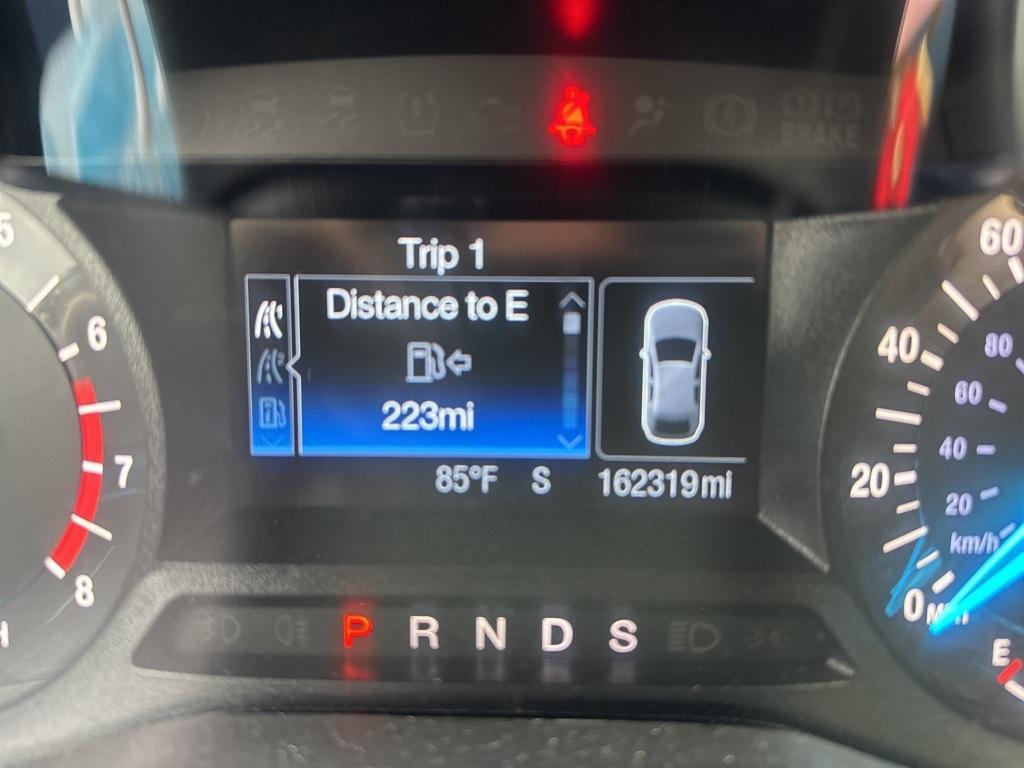 BRAKE
Trip 1
Distance to E
223mi
85°F S 162319mi
P R N D S
5
6
7
8
H
60
40
20
0
80
60
40
20
km/h
E